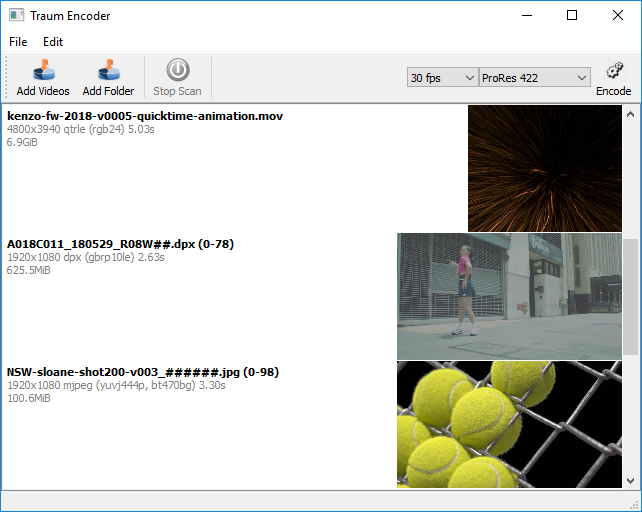 Traum Encoder
File Edit
Add Videos Add Folder Stop Scan 30 fps ProRes 422 Encode
kenzo-fw-2018-v0005-quicktime-animation.mov
4800x3940 qtrle (rgb24) 5.03s
6.9GiB
A018C011_180529_R08W##.dpx (0-78)
1920x1080 dpx (gbrp10le) 2.63s
625.5MiB
NSW-sloane-shot200-v003_######.jpg (0-98)
1920x1080 mjpeg (yuvj444p, bt470bg) 3.30s
100.6MiB